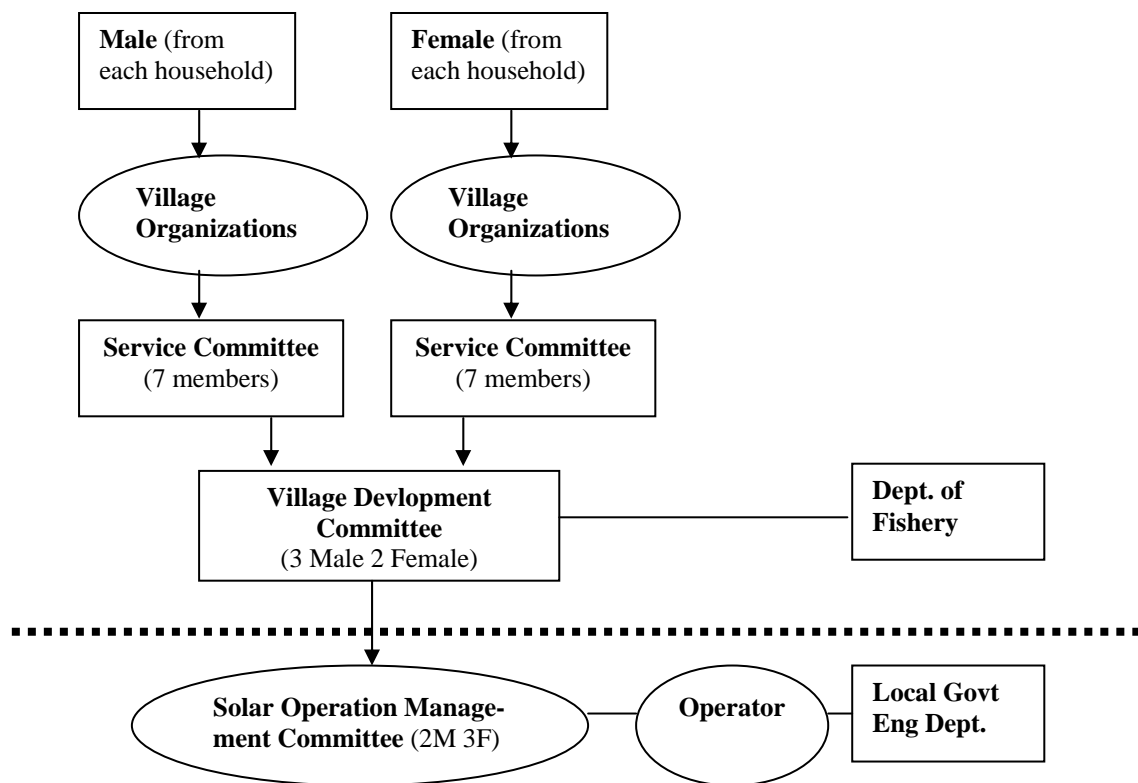 Male (from
each household)
Female (from
each household)
Village
Organizations
Village
Organizations
Service Committee
(7 members)
Service Committee
(7 members)
Village Devlopment
Committee
(3 Male 2 Female)
Dept. of
Fishery
Solar Operation Manage-
ment Committee (2M 3F)
Operator
Local Govt
Eng Dept.